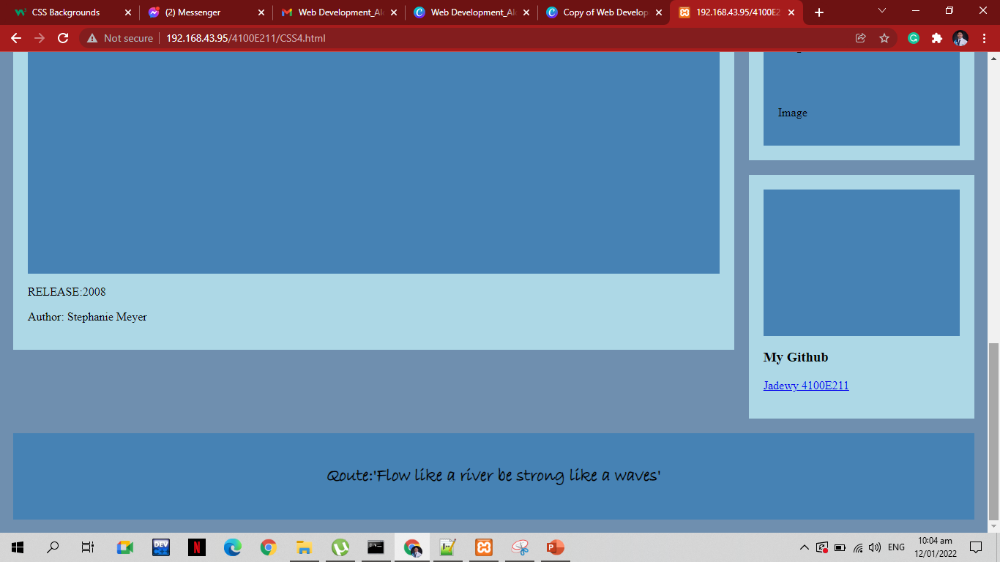 CSS Backgrounds
(2) Messenger
Web Development_Al
Web Development_Al
Copy of Web Develop
192.168.43.95/4100E2
Not secure
192.168.43.95/4100E211/CSS4.html
Image
RELEASE:2008
Author: Stephanie Meyer
My Github
Jadewy 4100E211
Qoute:'Flow like a river be strong like a waves'
DEV
N
ENG
10:04 am
12/01/2022